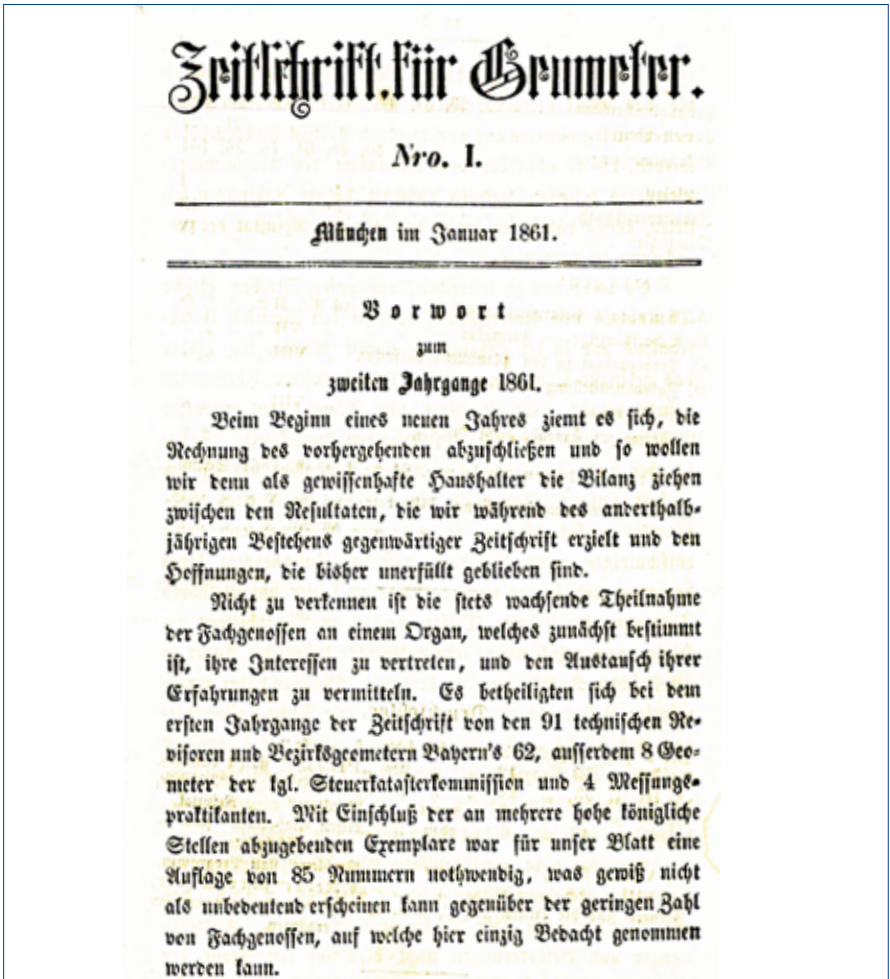 Zeitschrift für Geometer.
Nro. I.
München im Januar 1861.
Vorwort
zum
zweiten Jahrgange 1861.
Beim Beginn eines neuen Jahres ziemt es sich, die
Rechnung des vorhergehenden abzuschließen und so wollen
wir denn als gewissenhafte Haushalter die Bilanz ziehen
zwischen den Resultaten, die wir während des anderthalb-
jährigen Bestehens gegenwärtiger Zeitschrift erzielt und den
Hoffnungen, die bisher unerfüllt geblieben sind.
Nicht zu verkennen ist die stets wachsende Theilnahme
der Fachgenossen an einem Organ, welches zunächst bestimmt
ist, ihre Interessen zu vertreten, und den Austausch ihrer
Erfahrungen zu vermitteln. Es betheiligten sich bei dem
ersten Jahrgange der Zeitschrift von den 91 technischen Re-
visoren und Bezirksgeometern Bayern's 62, ausserdem 8 Geo-
meter der kgl. Steuerkatasterkommission und 4 Messungs-
praktikanten. Mit Einschluß der an mehrere hohe königliche
Stellen abzugebenden Exemplare war für unser Blatt eine
Auflage von 85 Nummern nothwendig, was gewiß nicht
als unbedeutend erscheinen kann gegenüber der geringen Zahl
von Fachgenossen, auf welche hier einzig Bedacht genommen
werden kann.